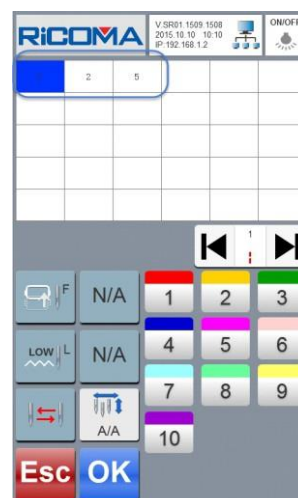 RiCOMA
V.SR01.1509 1508
2015.10.10 10:10
IP:192.168.1.2
ON/OFF
2 5
1
F
N/A
1 2 3
LOW L
N/A
4 5 6
7 8 9
A/A
10
Esc OK